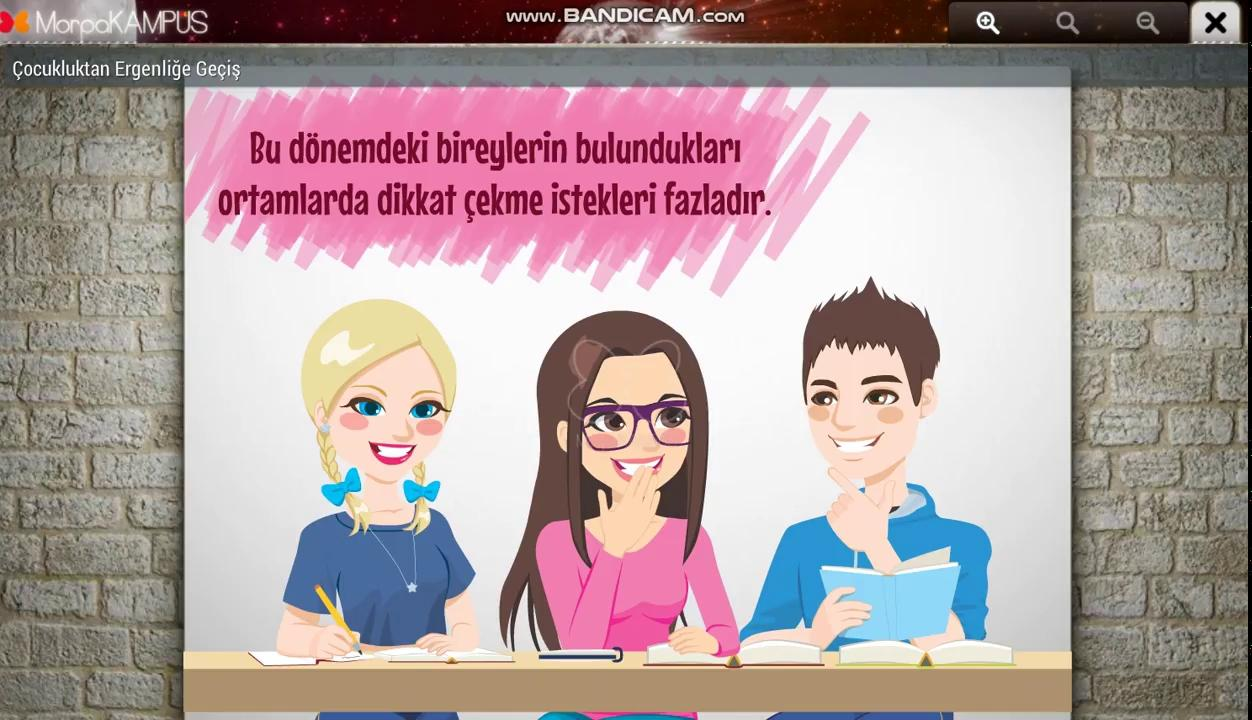 MorpaKAMPÜS
www.BANDICAM.com
Çocukluktan Ergenliğe Geçiş
Bu dönemdeki bireylerin bulundukları
ortamlarda dikkat çekme istekleri fazladır.